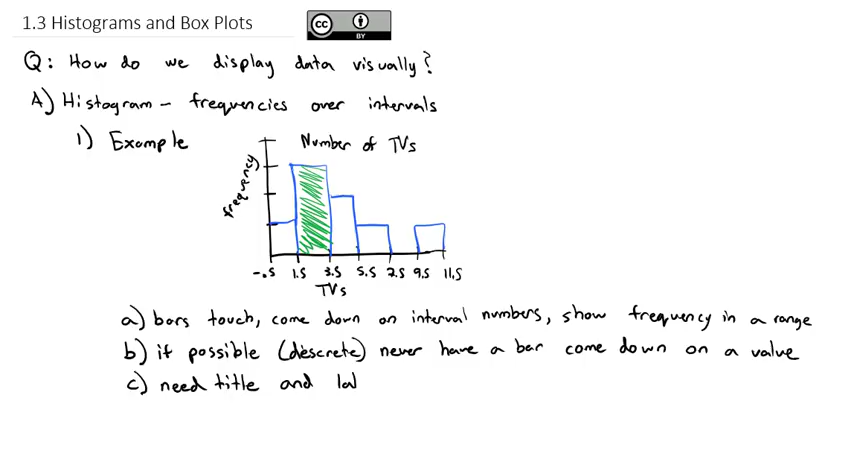 1.3 Histograms and Box Plots
cc BY
Q: How do we display data visually?
A) Histogram - frequencies over intervals
1) Example
Number of TVs
frequency
-.5 1.5 3.5 5.5 7.5 9.5 11.5
TVs
a) bars touch, come down on interval numbers, show frequency in a range
b) if possible (descrete) never have a bar come down on a value
c) need title and lal